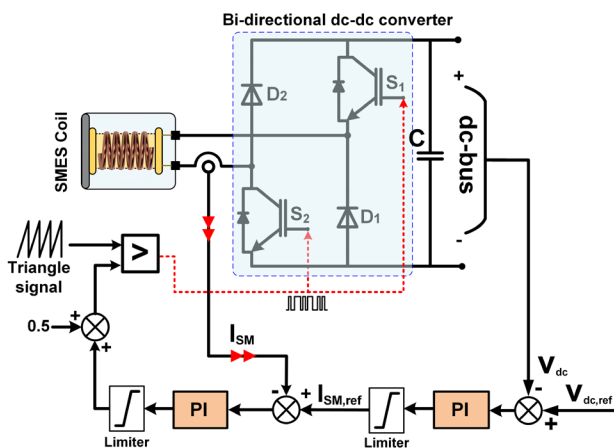 Bi-directional dc-dc converter
S1
D2
SMES Coil
C
+
dc-bus
-
S2
D1
Triangle
signal
>
+
0.5
+
+
ISM
Vdc
-
+
ISM,ref
-
Vdc,ref
+
PI
Limiter
PI
Limiter